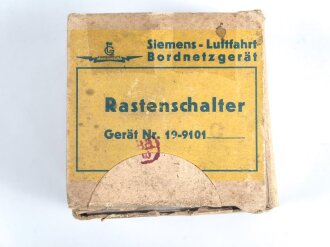 Siemens-Luftfahrt
Bordnetzgerät
Rastenschalter
Gerät Nr. 19-9101